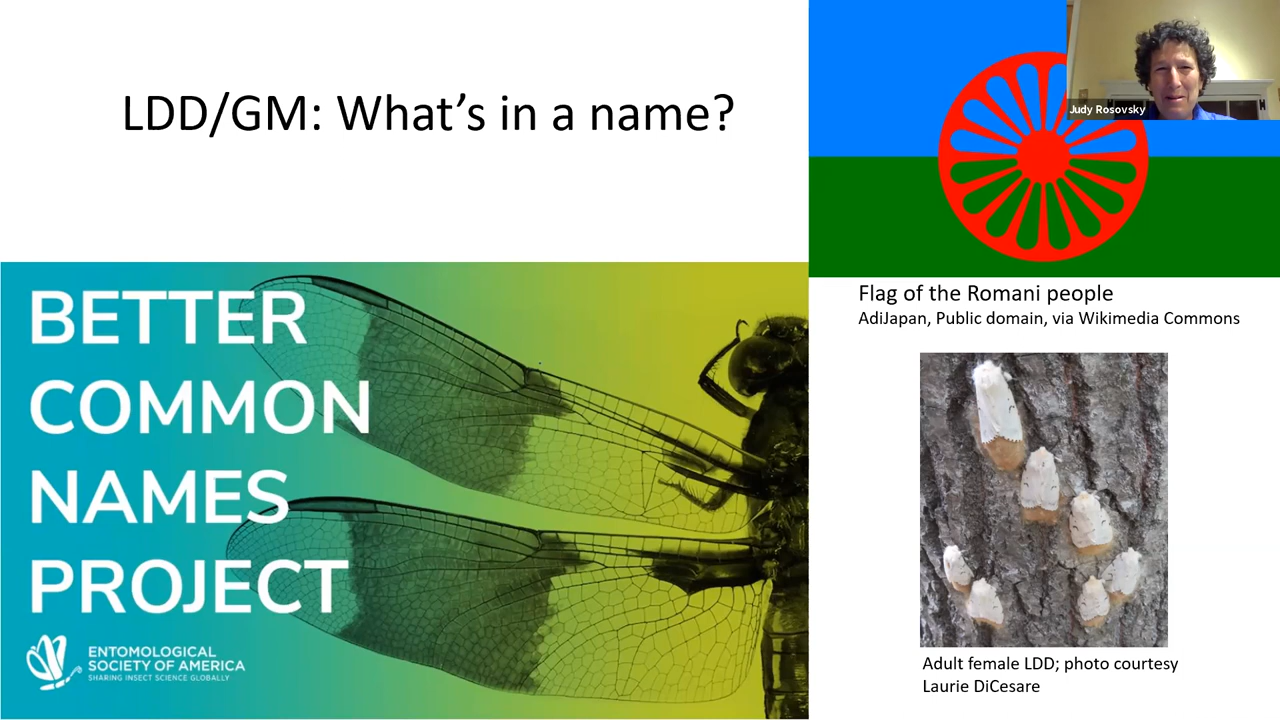 LDD/GM: What's in a name?
Judy Rosovsky
BETTER
COMMON
NAMES
PROJECT
ENTOMOLOGICAL
SOCIETY OF AMERICA
SHARING INSECT SCIENCE GLOBALLY
Flag of the Romani people
AdiJapan, Public domain, via Wikimedia Commons
Adult female LDD; photo courtesy
Laurie DiCesare